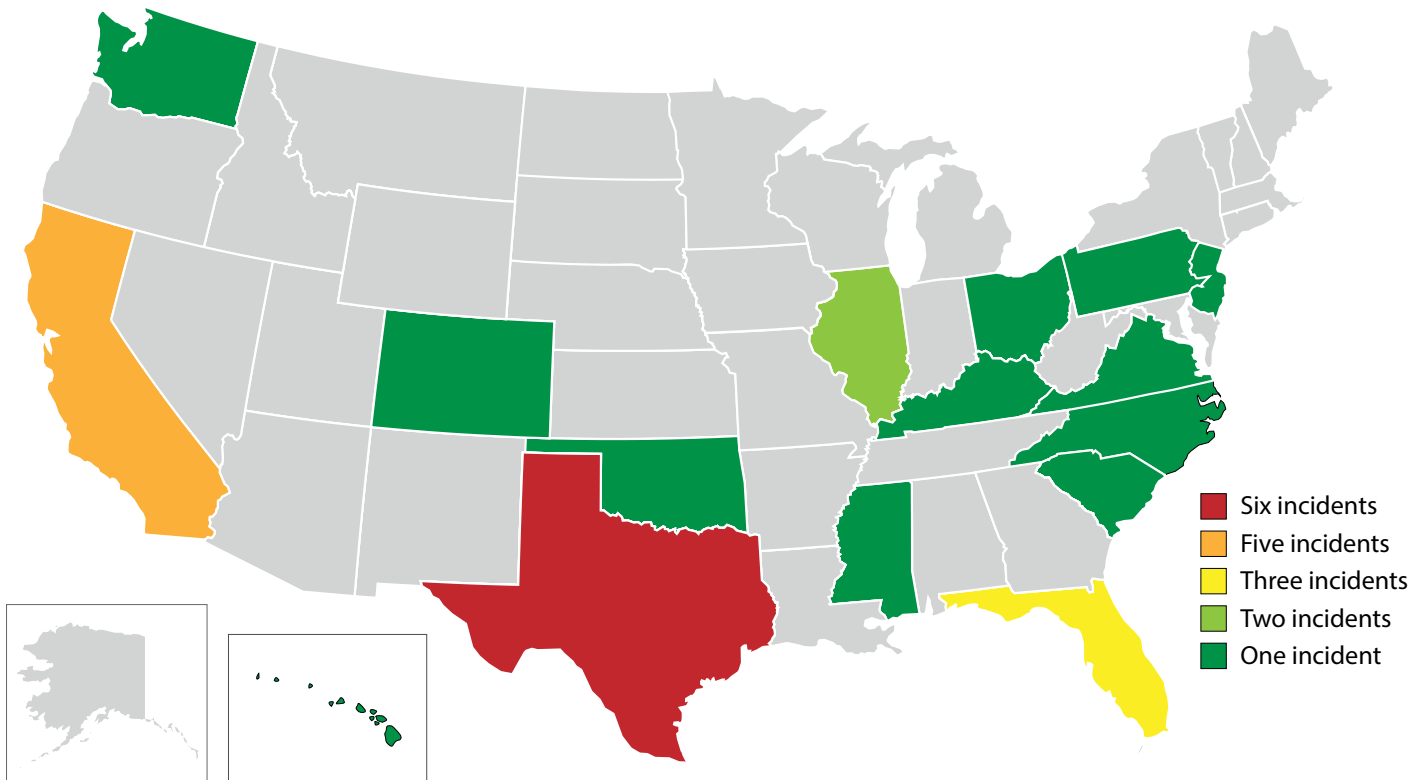 Six incidents
Five incidents
Three incidents
Two incidents
One incident